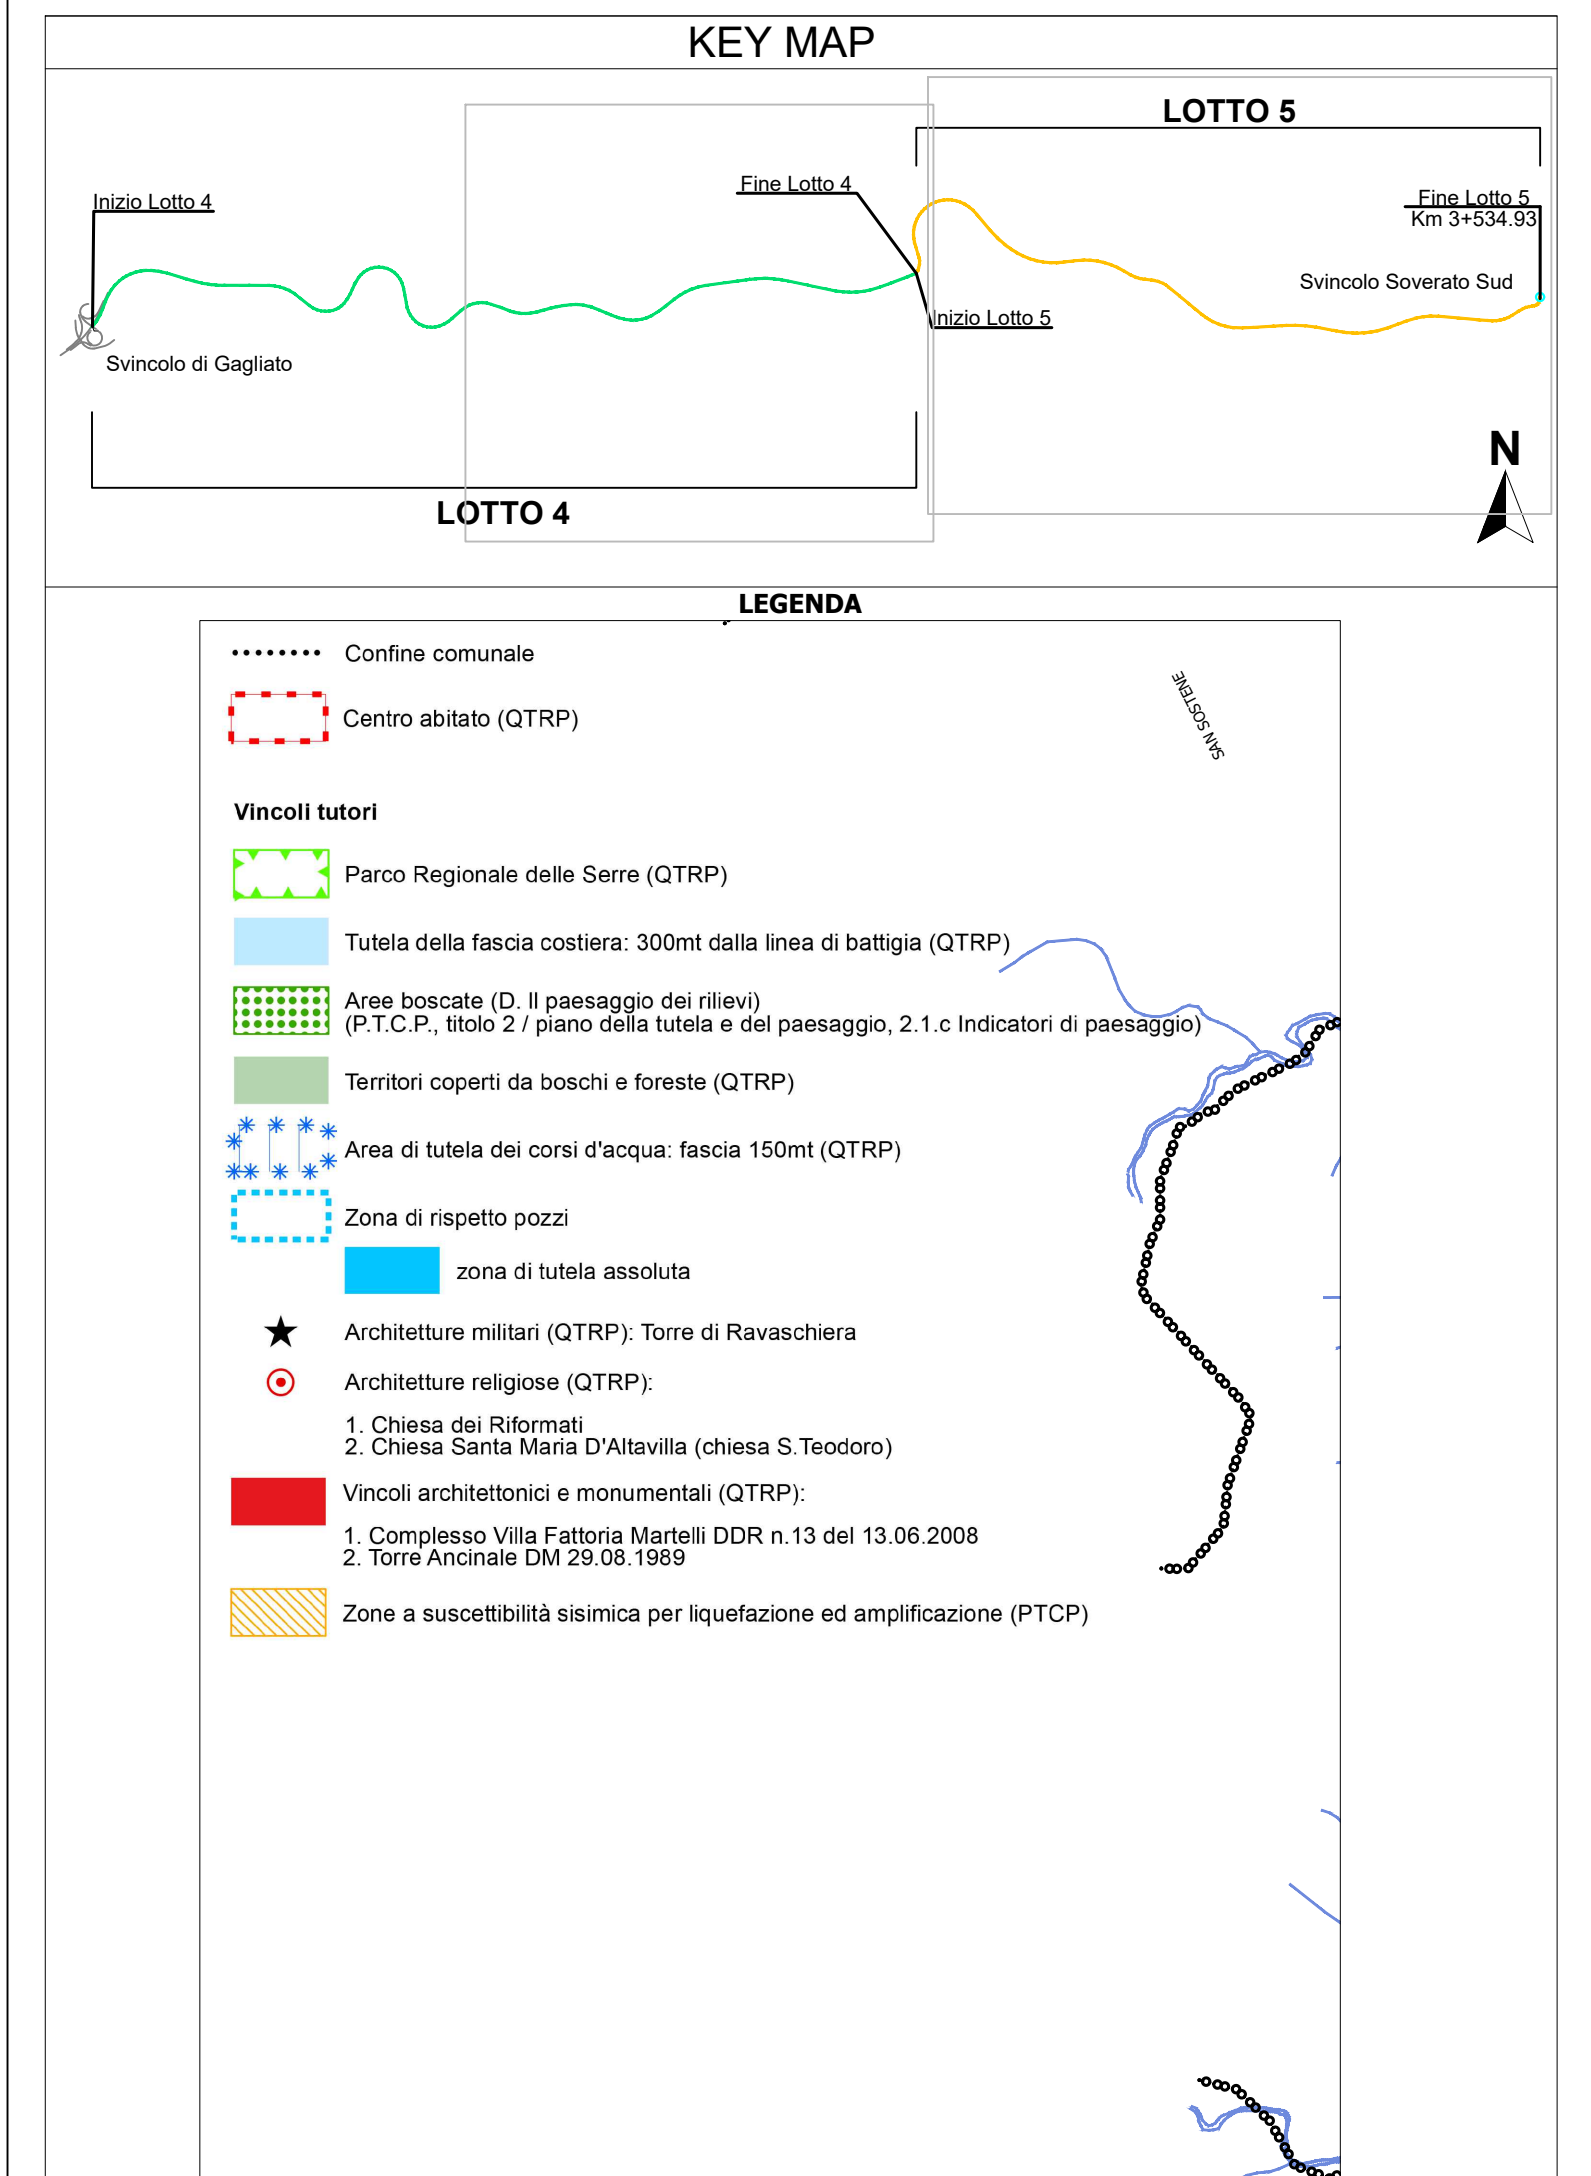 KEY MAP
LOTTO 5
Fine Lotto 4
Inizio Lotto 4
Fine Lotto 5
Km 3+534.93
Svincolo Soverato Sud
Inizio Lotto 5
Svincolo di Gagliato
N
LOTTO 4
LEGENDA
Confine comunale
SAN SOSTENE
Centro abitato (QTRP)
Vincoli tutori
Parco Regionale delle Serre (QTRP)
Tutela della fascia costiera: 300mt dalla linea di battigia (QTRP)
Aree boscate (D. Il paesaggio dei rilievi)
(P.T.C.P., titolo 2 / piano della tutela e del paesaggio, 2.1.c Indicatori di paesaggio)
Territori coperti da boschi e foreste (QTRP)
Area di tutela dei corsi d'acqua: fascia 150mt (QTRP)
Zona di rispetto pozzi
zona di tutela assoluta
Architetture militari (QTRP): Torre di Ravaschiera
Architetture religiose (QTRP):
1. Chiesa dei Riformati
2. Chiesa Santa Maria D'Altavilla (chiesa S.Teodoro)
Vincoli architettonici e monumentali (QTRP):
1. Complesso Villa Fattoria Martelli DDR n.13 del 13.06.2008
2. Torre Ancinale DM 29.08.1989
Zone a suscettibilità sisimica per liquefazione ed amplificazione (PTCP)